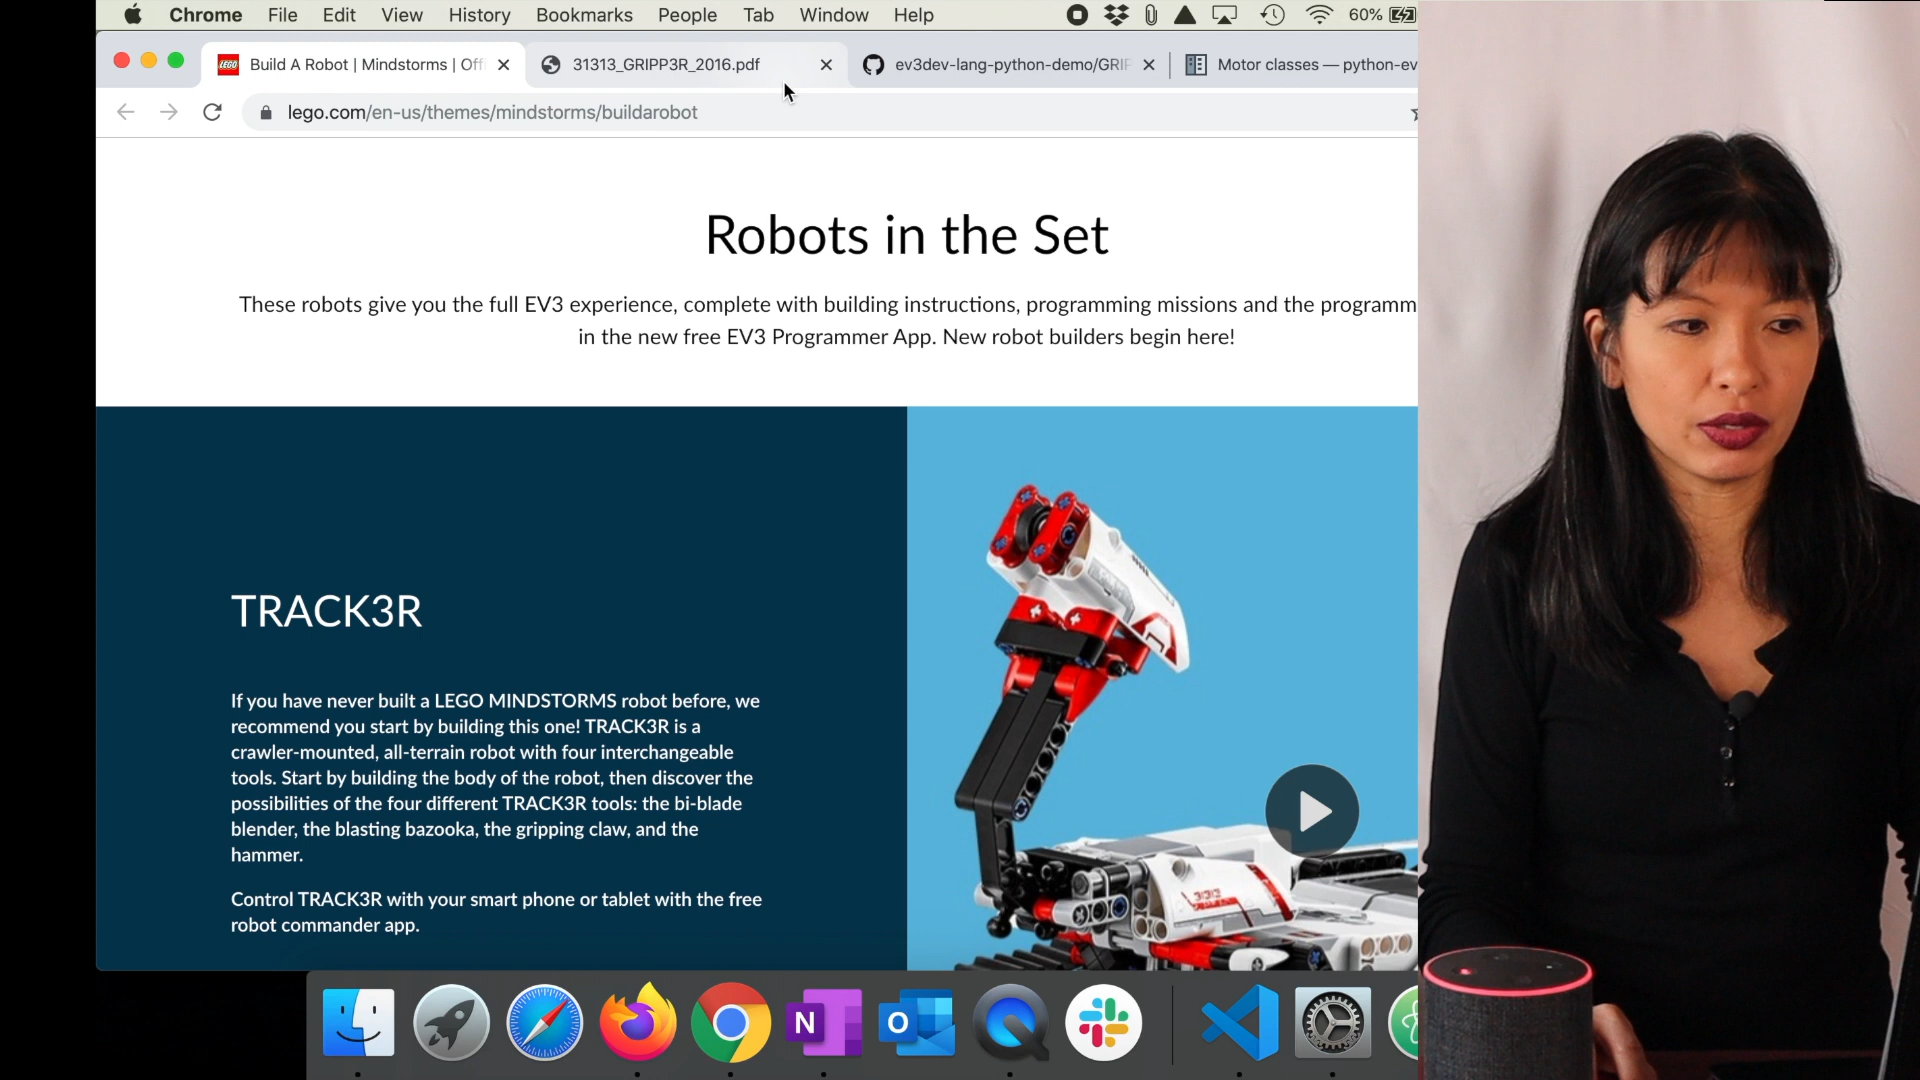 Chrome File Edit View History Bookmarks People Tab Window Help 60%
LEGO Build A Robot | Mindstorms | Off 31313_GRIPP3R_2016.pdf ev3dev-lang-python-demo/GRIP Motor classes — python-ev
lego.com/en-us/themes/mindstorms/buildarobot
Robots in the Set
These robots give you the full EV3 experience, complete with building instructions, programming missions and the programm
in the new free EV3 Programmer App. New robot builders begin here!
TRACK3R
If you have never built a LEGO MINDSTORMS robot before, we
recommend you start by building this one! TRACK3R is a
crawler-mounted, all-terrain robot with four interchangeable
tools. Start by building the body of the robot, then discover the
possibilities of the four different TRACK3R tools: the bi-blade
blender, the blasting bazooka, the gripping claw, and the
hammer.
Control TRACK3R with your smart phone or tablet with the free
robot commander app.
N
O